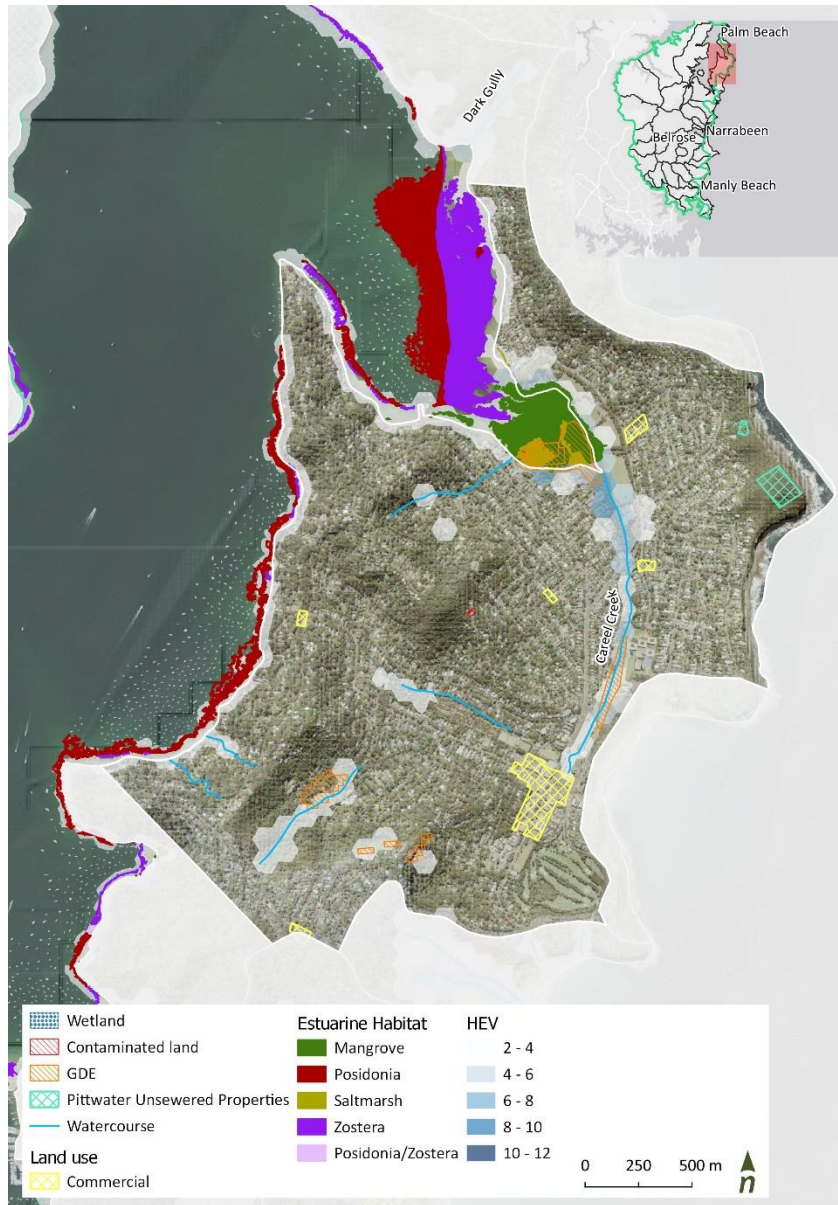 Palm Beach
Narrabeen
Belrose
Manly Beach
Dark Gully
Careel Creek
Wetland
Contaminated land
GDE
Pittwater Unsewered Properties
Watercourse
Land use
Commercial
Estuarine Habitat
Mangrove
Posidonia
Saltmarsh
Zostera
Posidonia/Zostera
HEV
2 - 4
4 - 6
6 - 8
8 - 10
10 - 12
0 250 500 m
n